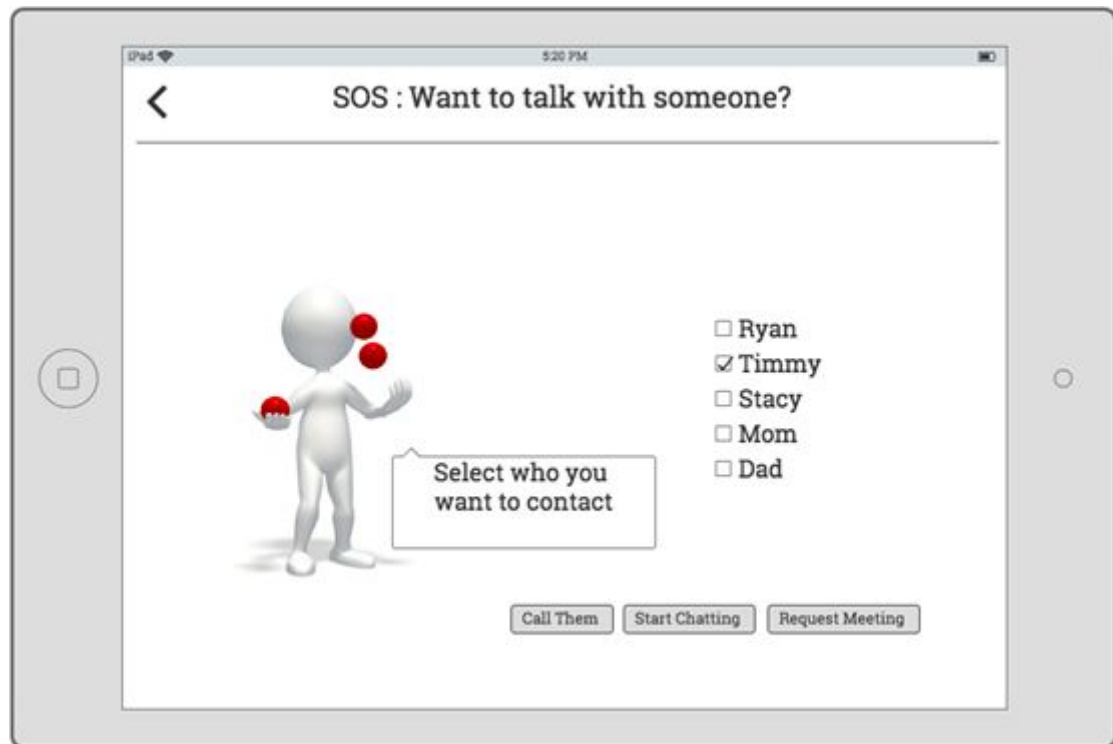 iPad
5:20 PM
SOS : Want to talk with someone?
Ryan
Timmy
Stacy
Mom
Dad
Select who you
want to contact
Call Them
Start Chatting
Request Meeting